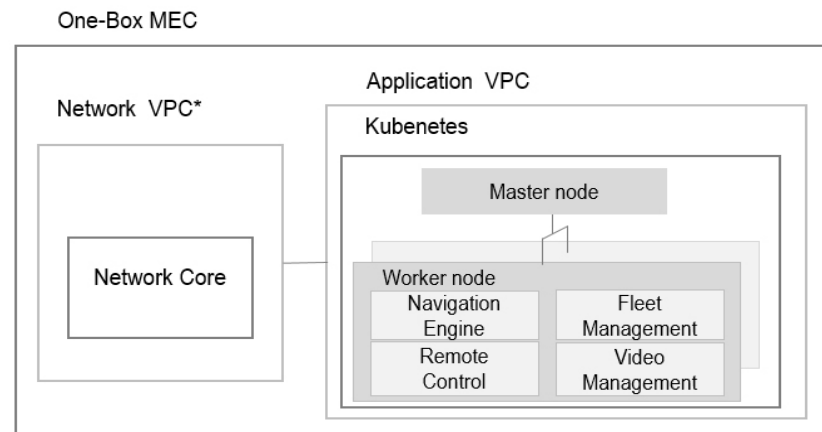 One-Box MEC
Application VPC
Network VPC*
Kubenetes
Master node
Network Core
Worker node
Navigation
Engine
Fleet
Management
Remote
Control
Video
Management